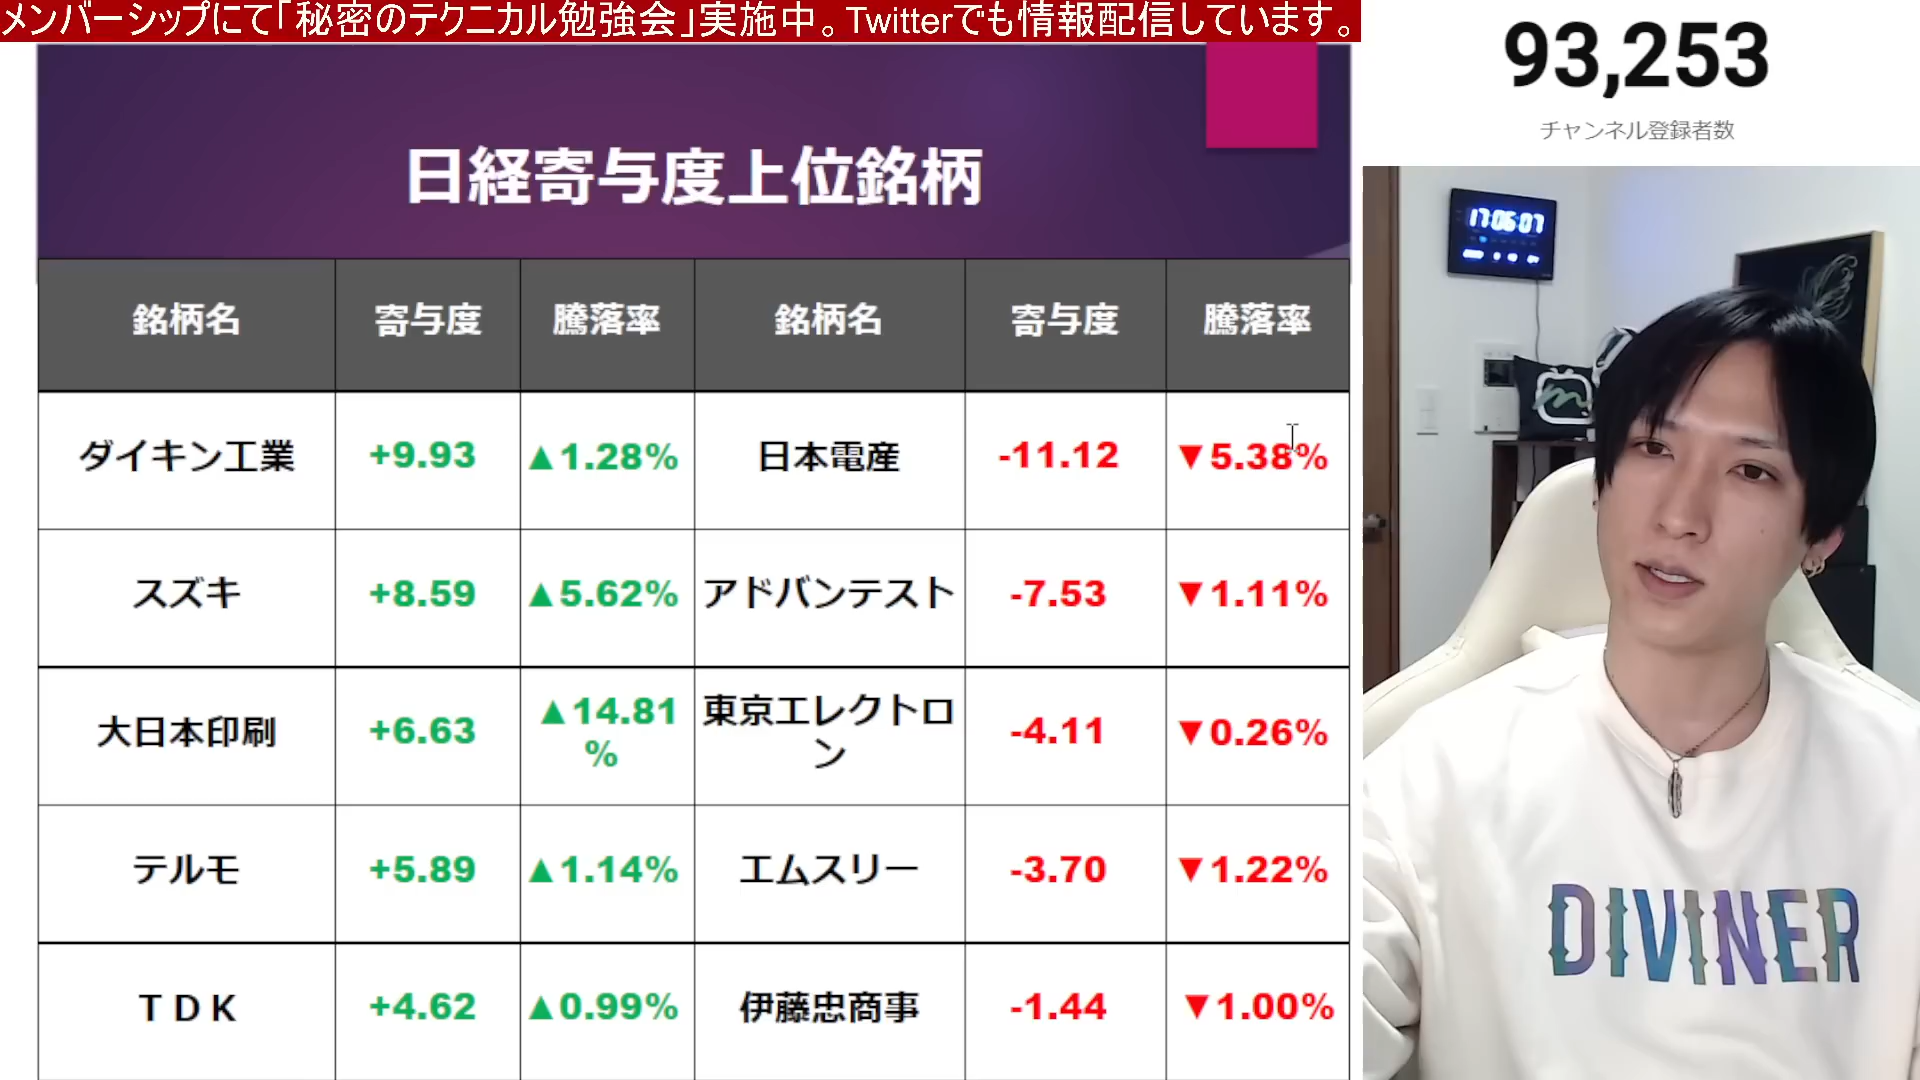 メンバーシップにて「秘密のテクニカル勉強会」実施中。Twitterでも情報配信しています。
93,253
チャンネル登録者数
日経寄与度上位銘柄
銘柄名 寄与度 騰落率 銘柄名 寄与度 騰落率
ダイキン工業 +9.93 ▲1.28% 日本電産 -11.12 ▼5.38%
スズキ +8.59 ▲5.62% アドバンテスト -7.53 ▼1.11%
大日本印刷 +6.63 ▲14.81% 東京エレクトロン -4.11 ▼0.26%
テルモ +5.89 ▲1.14% エムスリー -3.70 ▼1.22%
ＴＤＫ +4.62 ▲0.99% 伊藤忠商事 -1.44 ▼1.00%
17:06:07
DIVINER